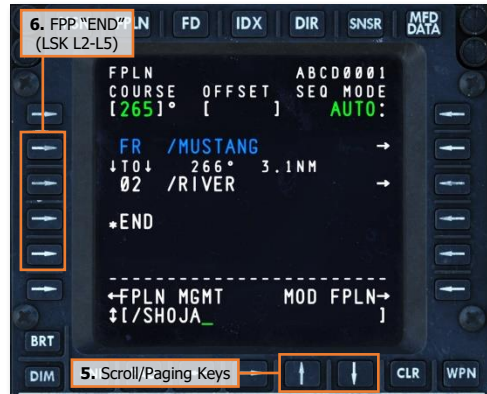 6. FPP "END"
(LSK L2-L5)
FD
IDX
DIR
SNSR
MFD
DATA
FPLN ABCD0001
COURSE OFFSET SEQ MODE
[265]° [ ] AUTO:
FR /MUSTANG →
↓TO↓ 266° 3.1NM
02 /RIVER →
*END
--------------------------------
←FPLN MGMT MOD FPLN→
↕[/SHOJA_ ]
BRT
DIM
5. Scroll/Paging Keys
CLR
WPN